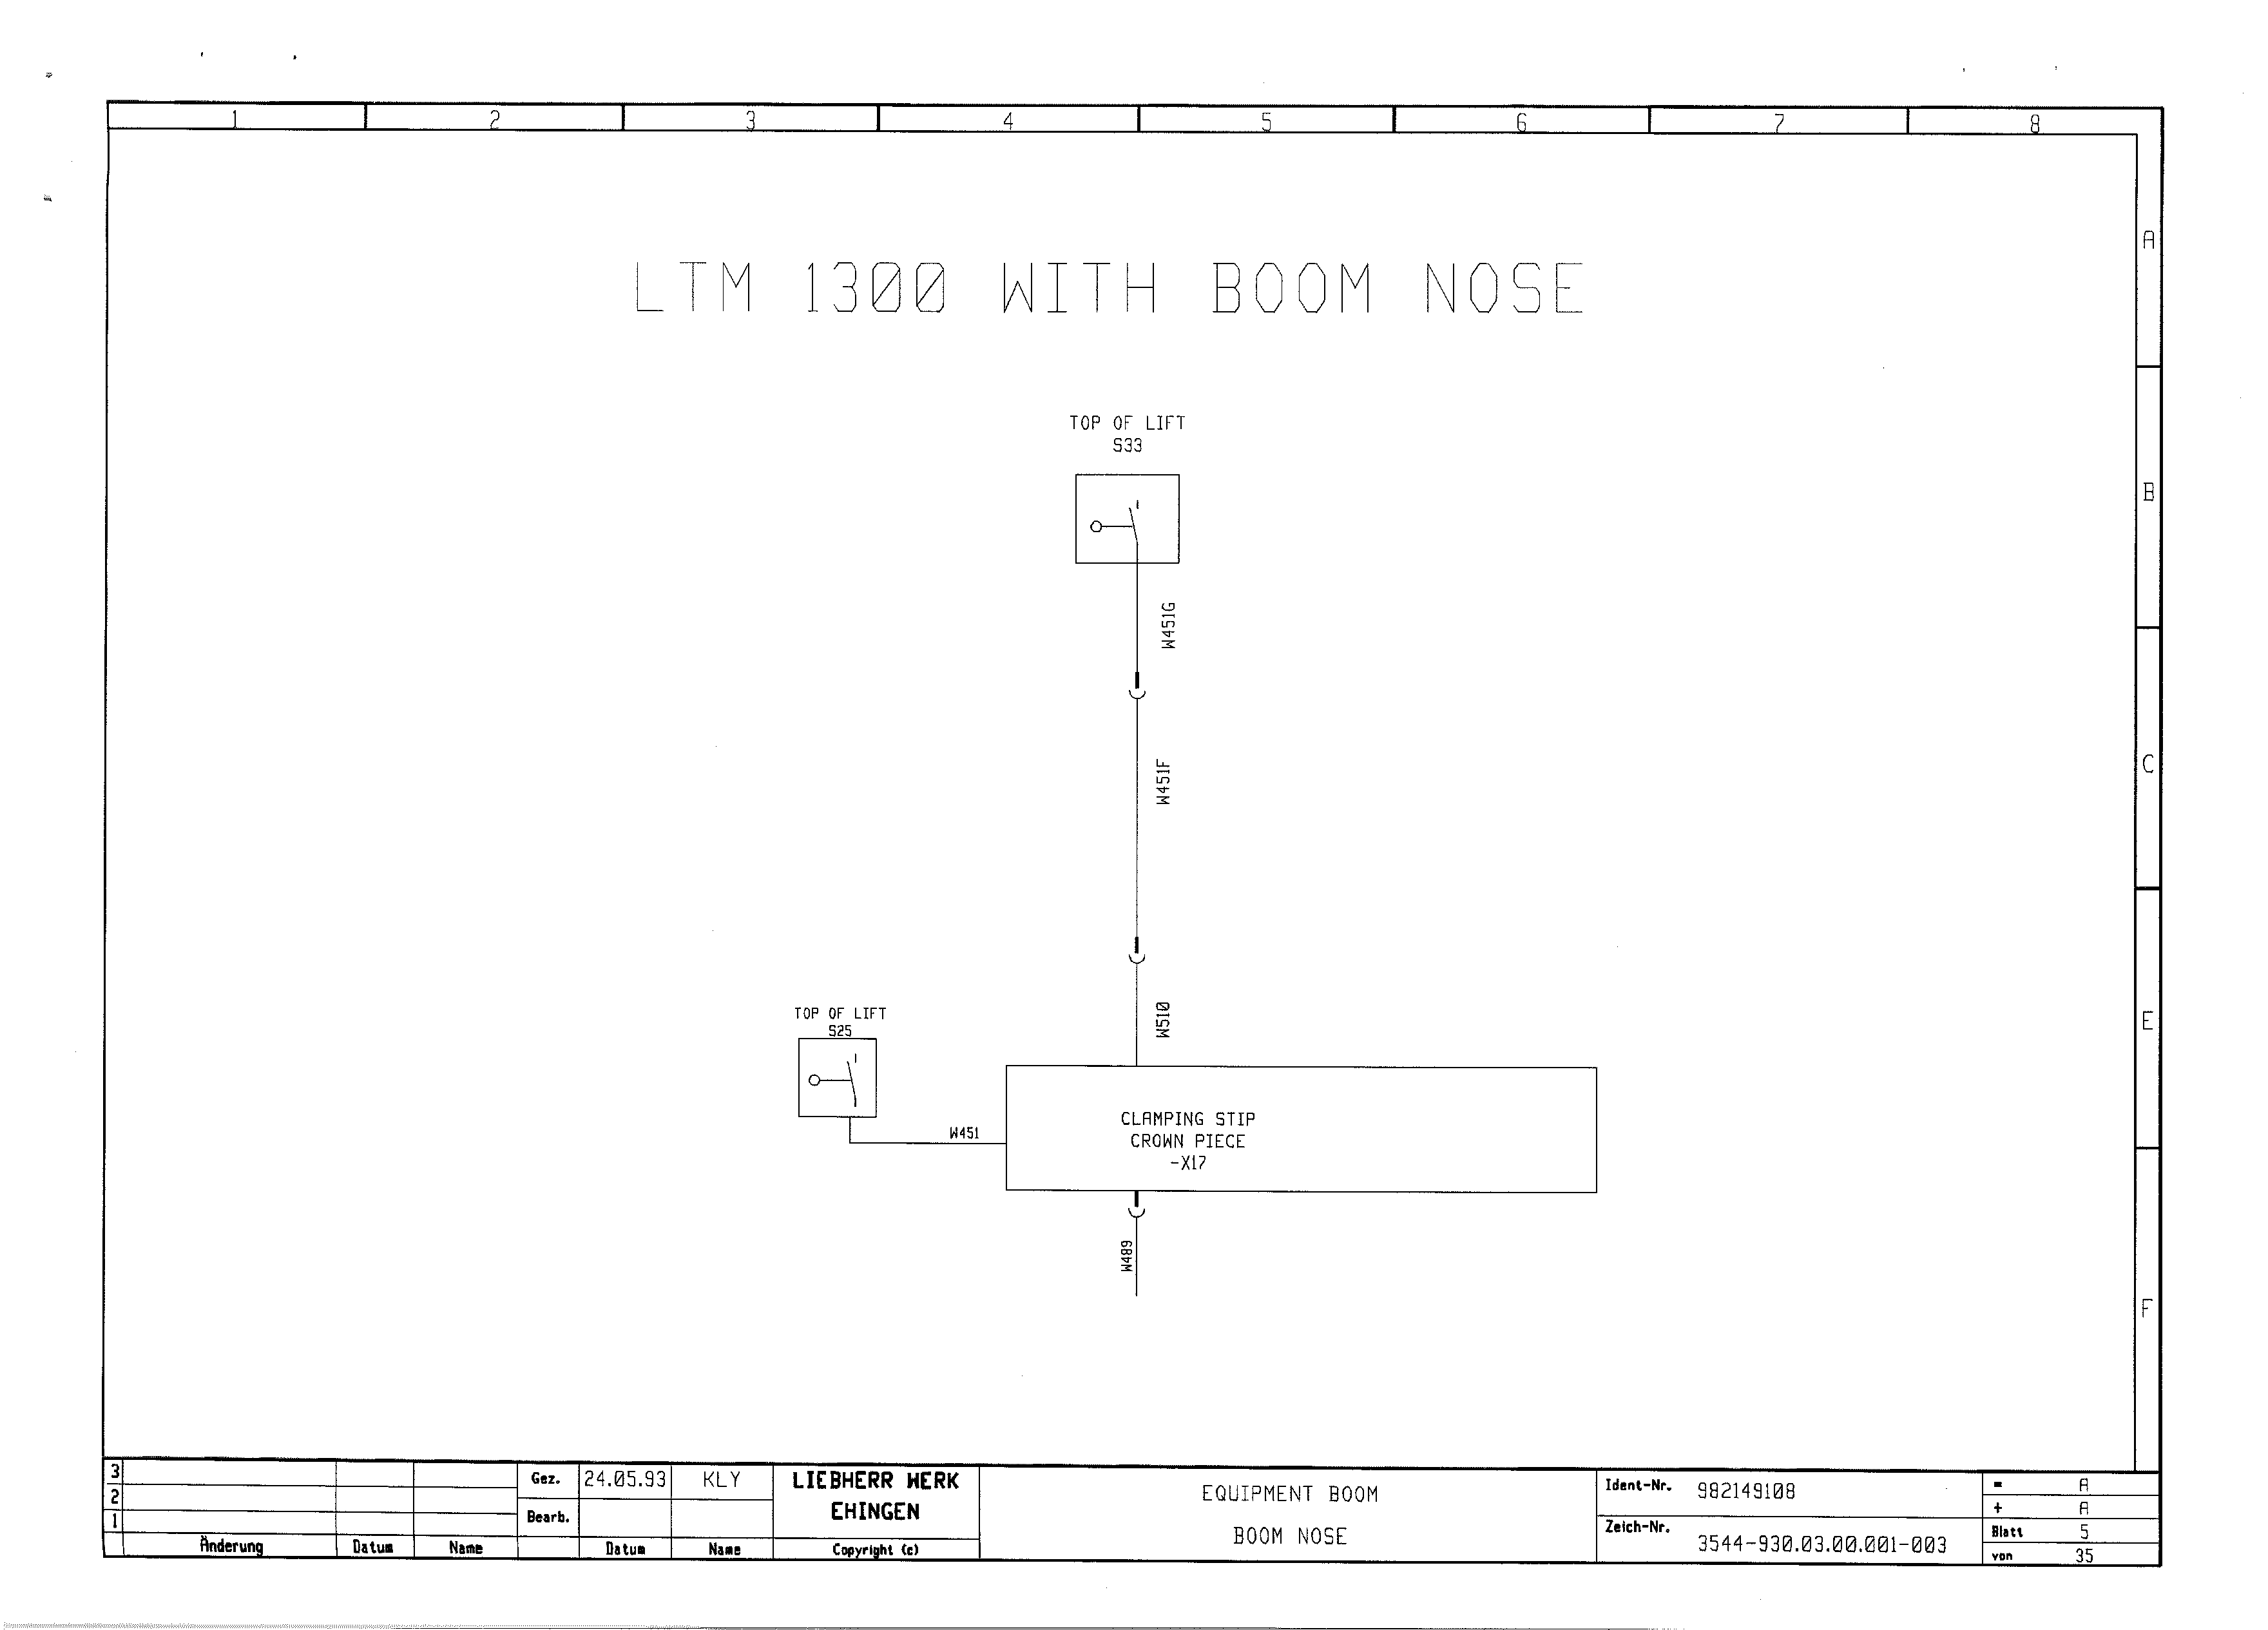 1 2 3 4 5 6 7 8
A
LTM 1300 WITH BOOM NOSE
TOP OF LIFT
S33
B
W451G
W451F
C
W510
TOP OF LIFT
S25
E
W451
CLAMPING STIP
CROWN PIECE
-X17
W489
F
3
2
1
Änderung
Datum
Name
Gez.
24.05.93
KLY
Bearb.
Datum
Name
LIEBHERR WERK
EHINGEN
Copyright (c)
EQUIPMENT BOOM
BOOM NOSE
Ident-Nr. 982149108
Zeich-Nr. 3544-930.03.00.001-003
= A
+ A
Blatt 5
von 35